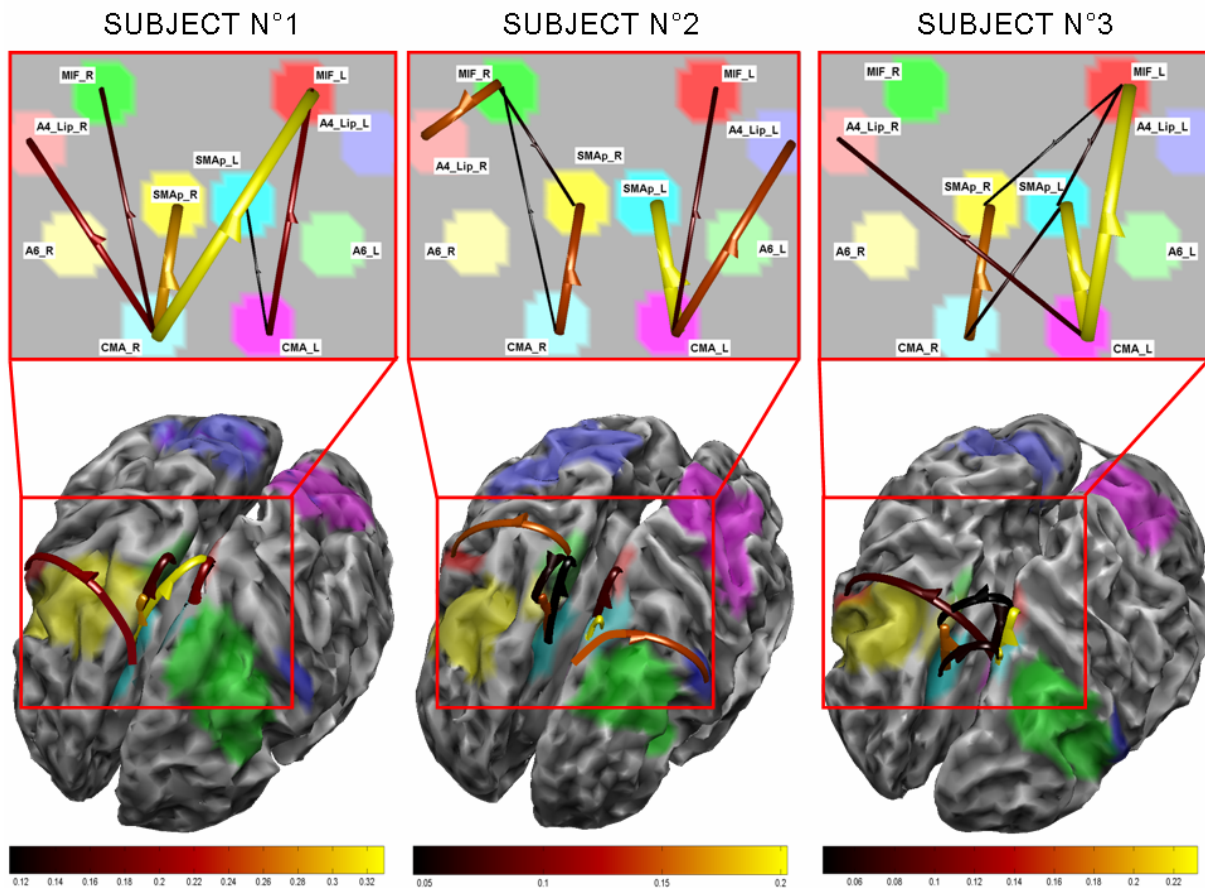 SUBJECT N°1
SUBJECT N°2
SUBJECT N°3
MIF_R
MIF_L
A4_Lip_R
A4_Lip_L
SMAp_L
SMAp_R
A6_R
A6_L
CMA_R
CMA_L
MIF_R
MIF_L
A4_Lip_L
A4_Lip_R
SMAp_R
SMAp_L
A6_R
A6_L
CMA_R
CMA_L
MIF_R
MIF_L
A4_Lip_R
A4_Lip_L
SMAp_R
SMAp_L
A6_R
A6_L
CMA_R
CMA_L
0.12 0.14 0.16 0.18 0.2 0.22 0.24 0.26 0.28 0.3 0.32
0.05 0.1 0.15 0.2
0.06 0.08 0.1 0.12 0.14 0.16 0.18 0.2 0.22